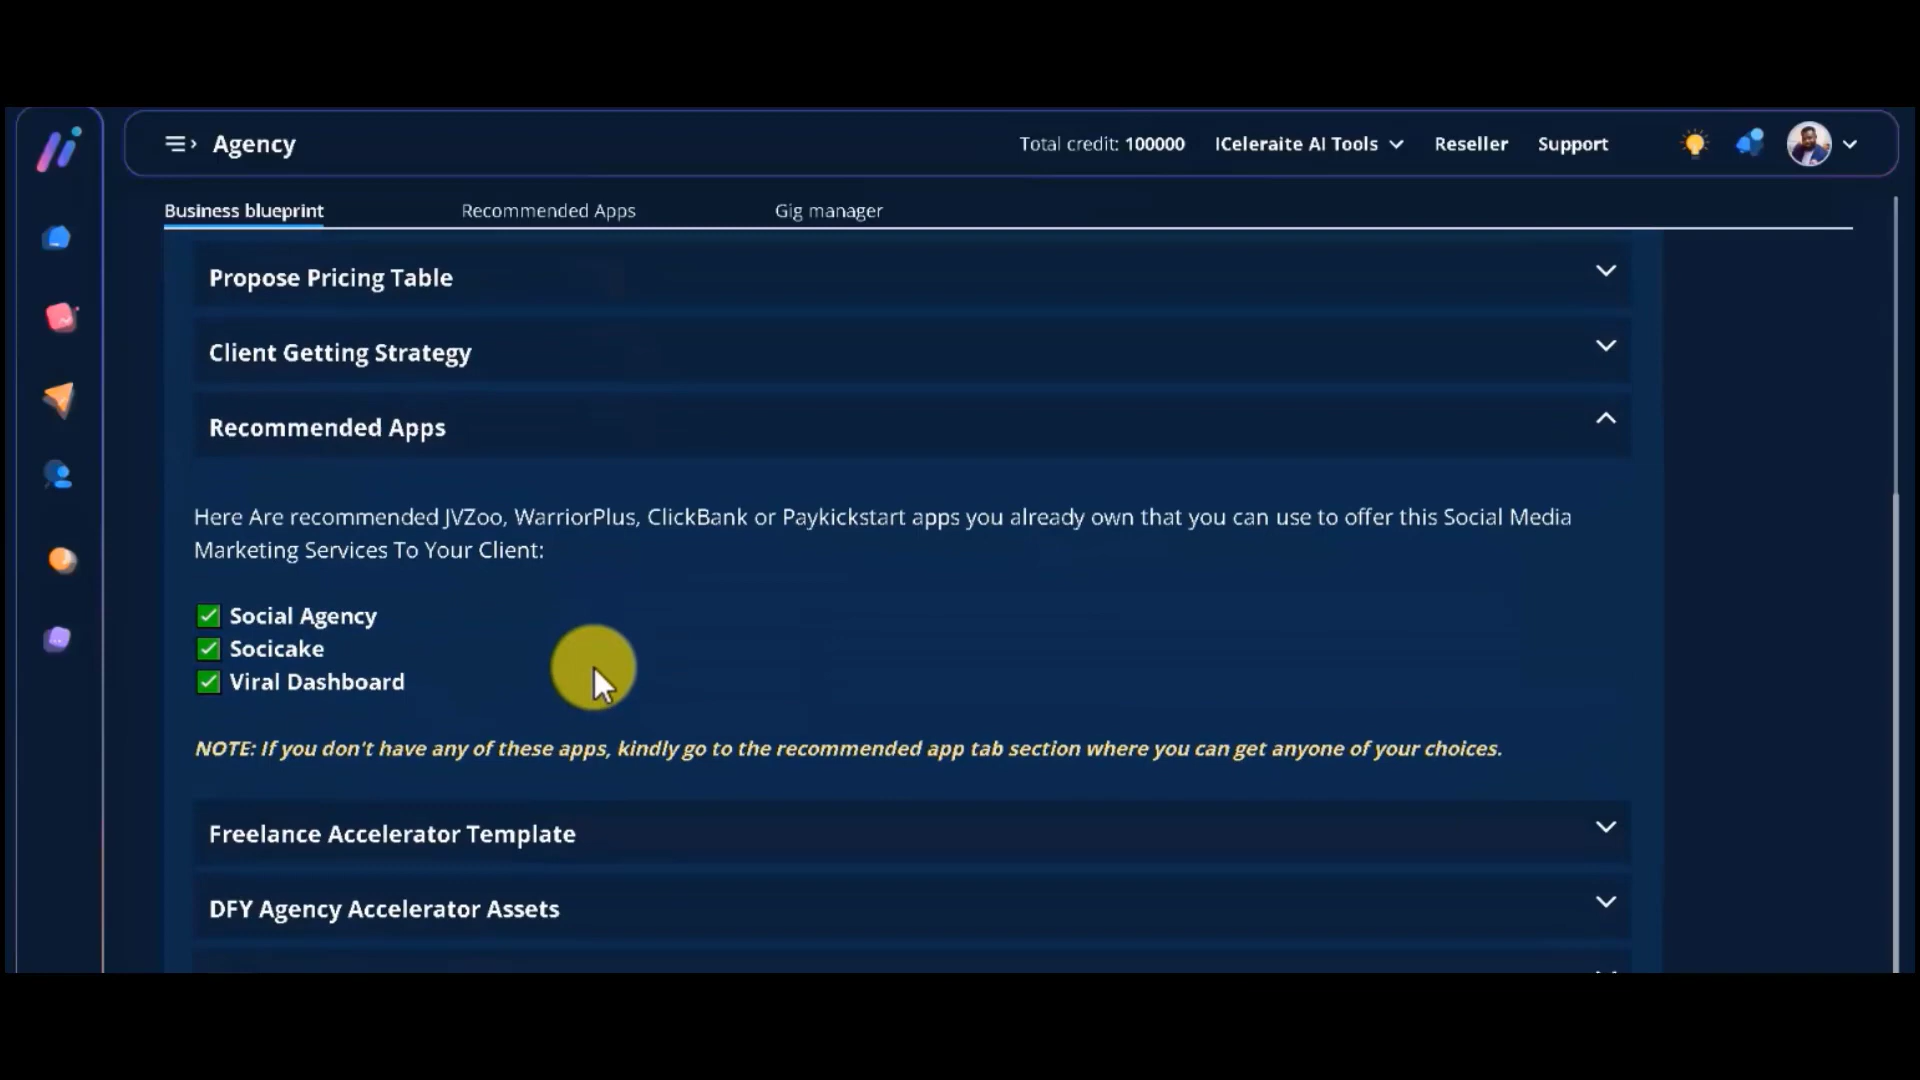 Agency
Total credit: 100000
ICeleraite AI Tools
Reseller
Support
Business blueprint
Recommended Apps
Gig manager
Propose Pricing Table
Client Getting Strategy
Recommended Apps
Here Are recommended JVZoo, WarriorPlus, ClickBank or Paykickstart apps you already own that you can use to offer this Social Media
Marketing Services To Your Client:
Social Agency
Socicake
Viral Dashboard
NOTE: If you don't have any of these apps, kindly go to the recommended app tab section where you can get anyone of your choices.
Freelance Accelerator Template
DFY Agency Accelerator Assets